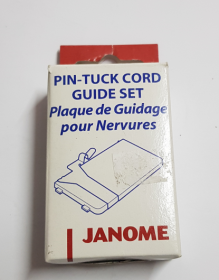 PIN-TUCK CORD
GUIDE SET
Plaque de Guidage
pour Nervures
JANOME